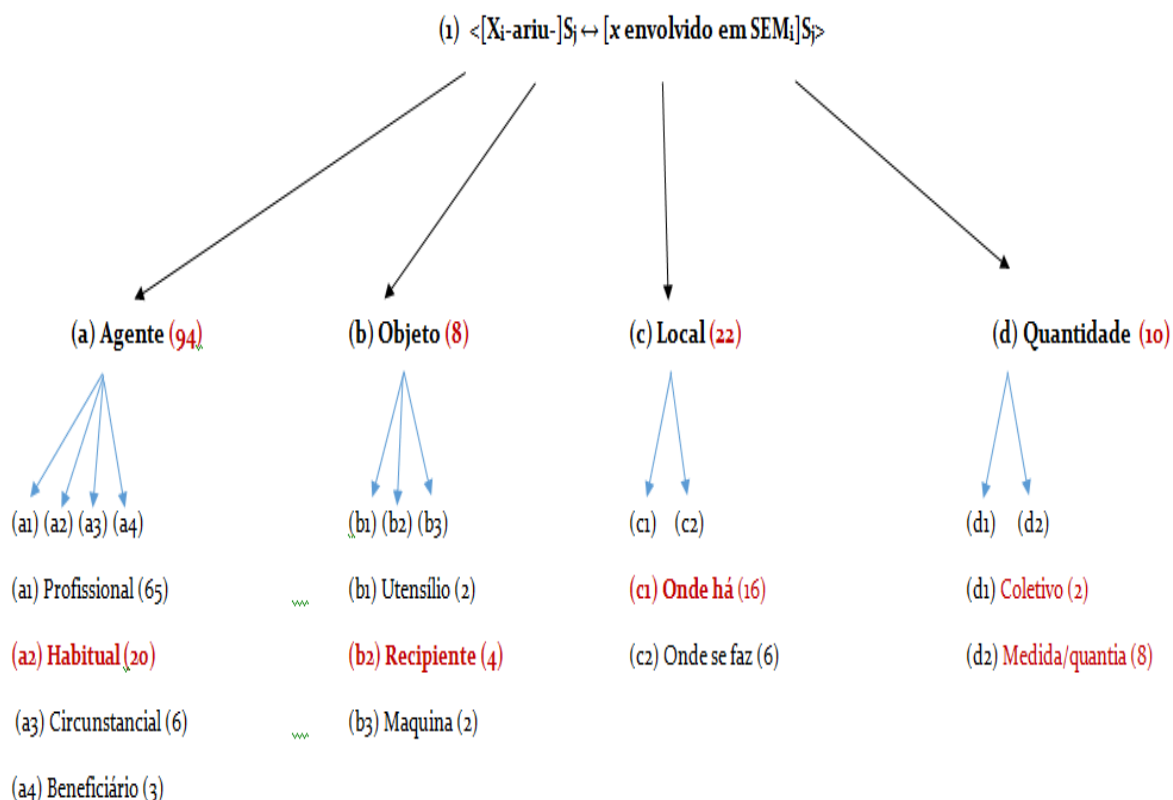 (1) <[Xi-ariu-]Sj ↔ [x envolvido em SEMi]Sj>
(a) Agente (94) (b) Objeto (8) (c) Local (22) (d) Quantidade (10)
(a1) (a2) (a3) (a4) (b1) (b2) (b3) (c1) (c2) (d1) (d2)
(a1) Profissional (65) (b1) Utensílio (2) (c1) Onde há (16) (d1) Coletivo (2)
(a2) Habitual (20) (b2) Recipiente (4) (c2) Onde se faz (6) (d2) Medida/quantia (8)
(a3) Circunstancial (6) (b3) Maquina (2)
(a4) Beneficiário (3)